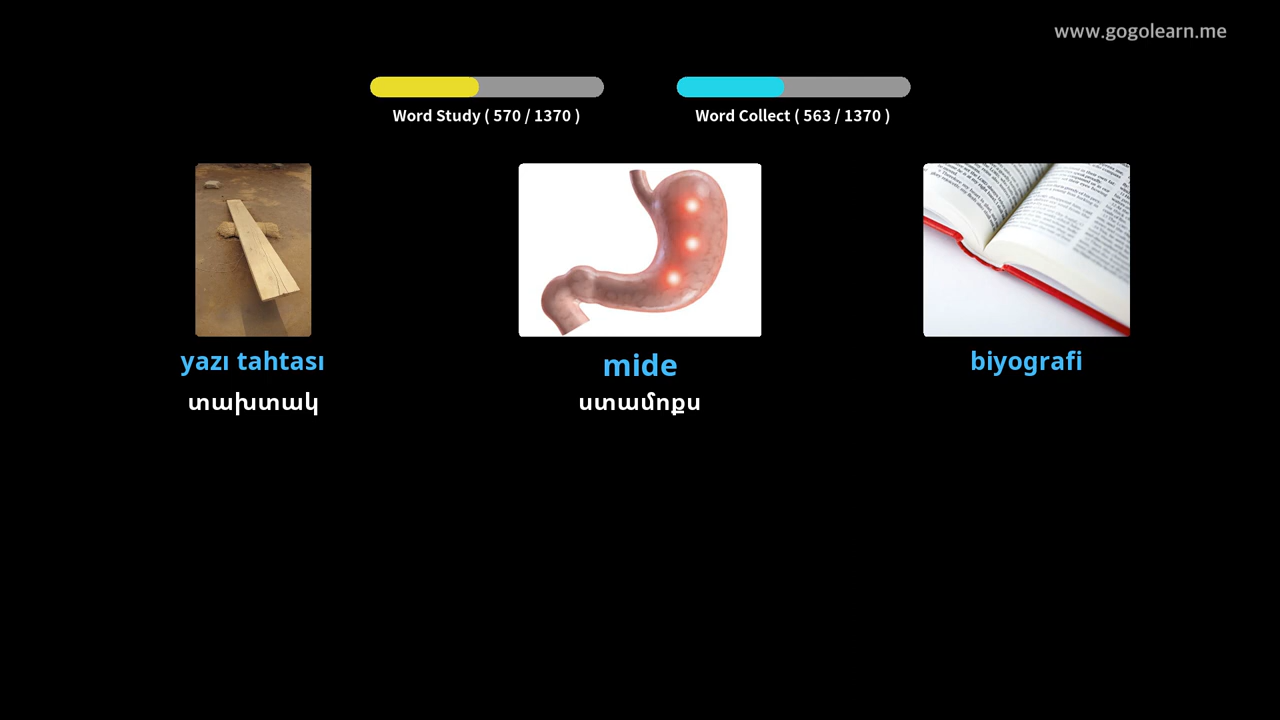 www.gogolearn.me
Word Study ( 570 / 1370 )
Word Collect ( 563 / 1370 )
yazı tahtası
տախտակ
mide
ստամոքս
biyografi